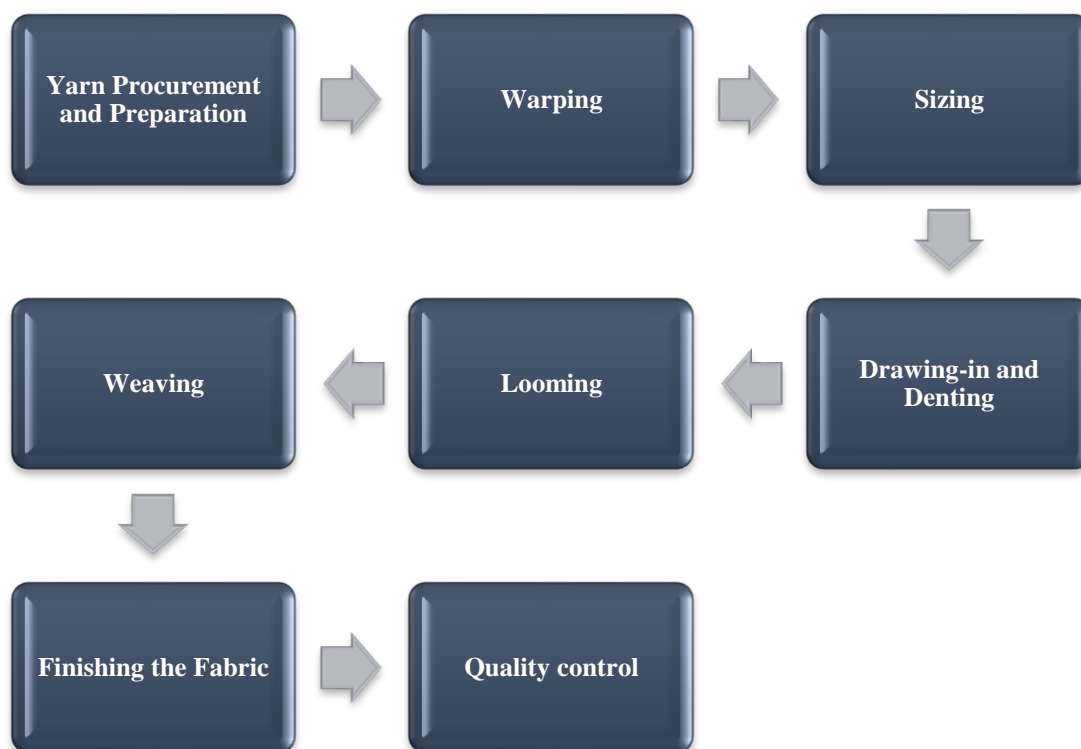 Yarn Procurement
and Preparation
Warping
Sizing
Drawing-in and
Denting
Looming
Weaving
Finishing the Fabric
Quality control